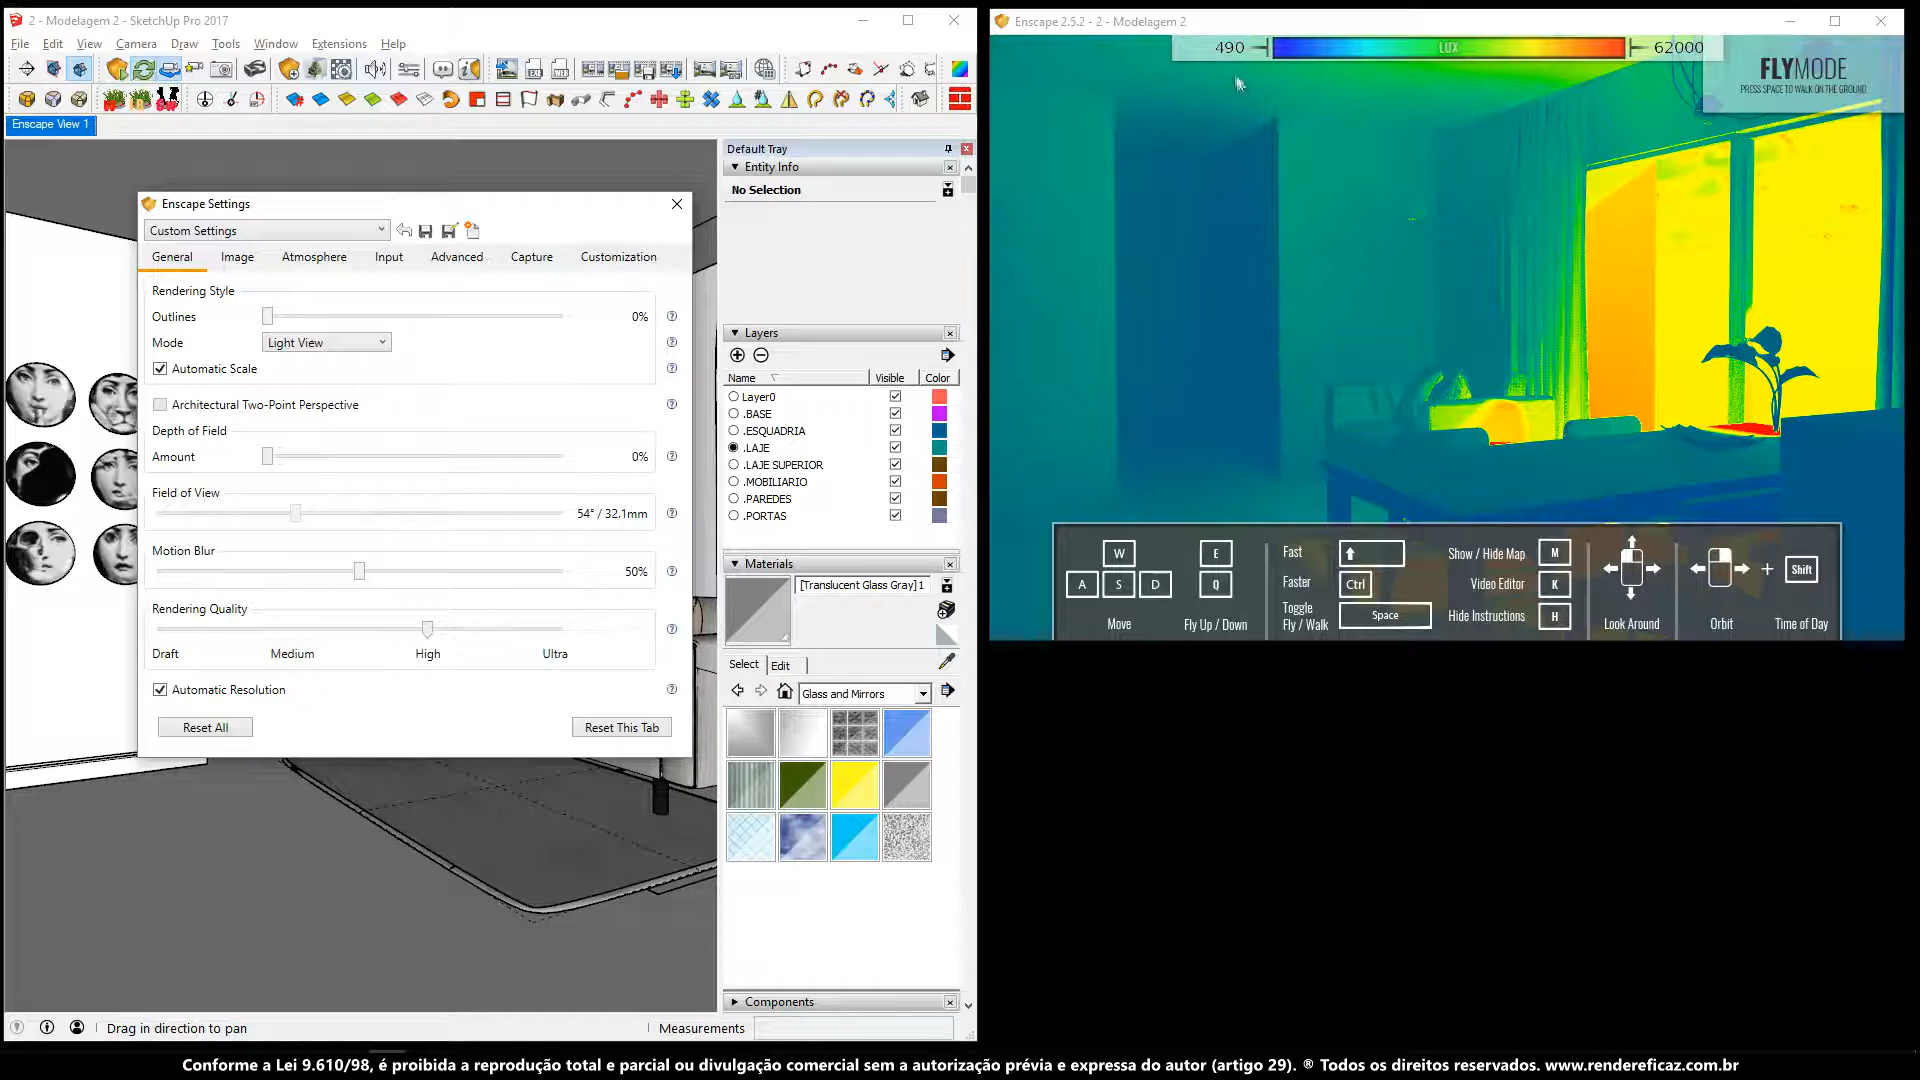 2 - Modelagem 2 - SketchUp Pro 2017
File Edit View Camera Draw Tools Window Extensions Help
Enscape View 1
Enscape Settings
Custom Settings
General Image Atmosphere Input Advanced Capture Customization
Rendering Style
Outlines 0%
Mode Light View
Automatic Scale
Architectural Two-Point Perspective
Depth of Field
Amount 0%
Field of View
54° / 32.1mm
Motion Blur
50%
Rendering Quality
Draft Medium High Ultra
Automatic Resolution
Reset All Reset This Tab
Default Tray
Entity Info
No Selection
Layers
Name Visible Color
Layer0
.BASE
.ESQUADRIA
.LAJE
.LAJE SUPERIOR
.MOBILIARIO
.PAREDES
.PORTAS
Materials
[Translucent Glass Gray]1
Select Edit
Glass and Mirrors
Components
Drag in direction to pan
Measurements
Enscape 2.5.2 - 2 - Modelagem 2
490 LUX 62000
FLYMODE
PRESS SPACE TO WALK ON THE GROUND
W
A S D
Move
E
Q
Fly Up / Down
Fast
Faster Ctrl
Toggle Fly / Walk Space
Show / Hide Map M
Video Editor K
Hide Instructions H
Look Around
Orbit
+ Shift
Time of Day
Conforme a Lei 9.610/98, é proibida a reprodução total e parcial ou divulgação comercial sem a autorização prévia e expressa do autor (artigo 29). ® Todos os direitos reservados. www.rendereficaz.com.br